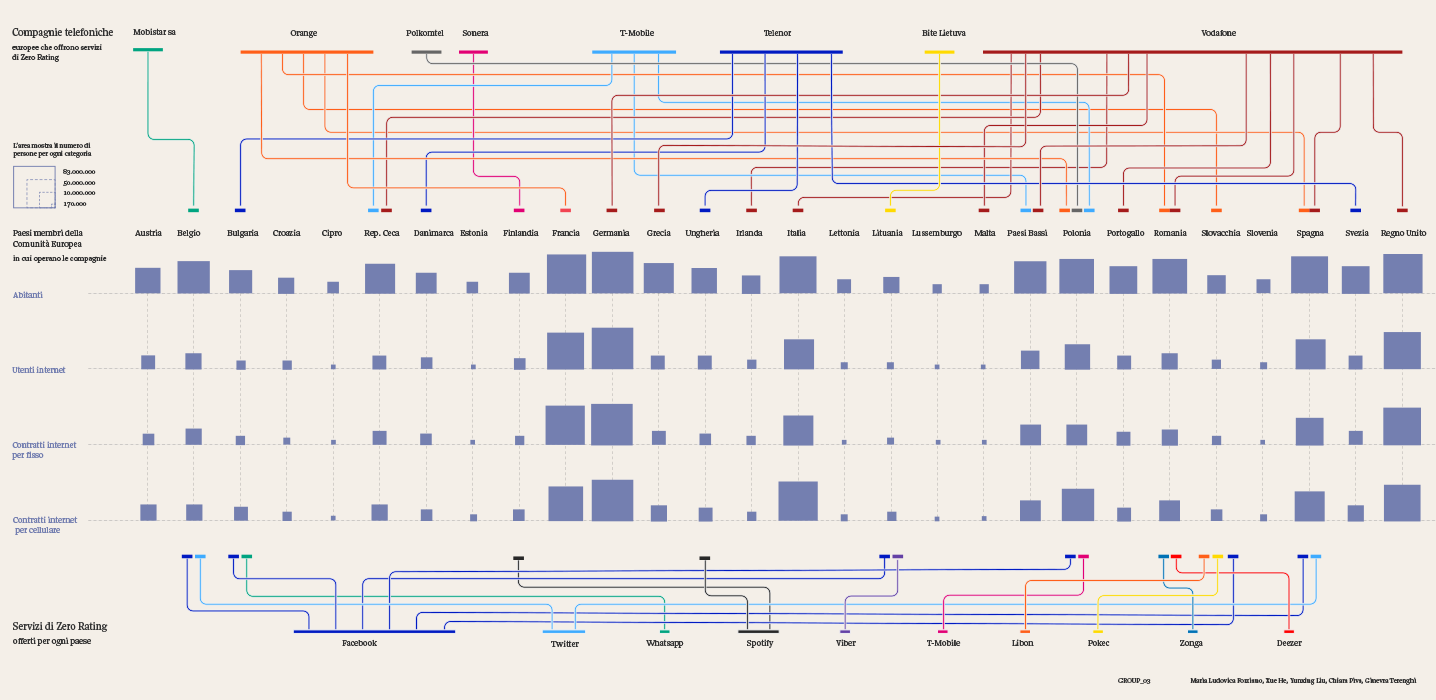 Compagnie telefoniche
europee che offrono servizi
di Zero Rating
Mobistar sa
Orange
Polkomtel
Sonera
T-Mobile
Telenor
Bite Lietuva
Vodafone
L'area mostra il numero di
persone per ogni categoria
83.000.000
50.000.000
10.000.000
170.000
Paesi membri della
Comunità Europea
in cui operano le compagnie
Austria Belgio Bulgaria Croazia Cipro Rep. Ceca Danimarca Estonia Finlandia Francia Germania Grecia Ungheria Irlanda Italia Lettonia Lituania Lussemburgo Malta Paesi Bassi Polonia Portogallo Romania Slovacchia Slovenia Spagna Svezia Regno Unito
Abitanti
Utenti internet
Contratti internet
per fisso
Contratti internet
per cellulare
Servizi di Zero Rating
offerti per ogni paese
Facebook
Twitter
Whatsapp
Spotify
Viber
T-Mobile
Libon
Pokec
Zonga
Deezer
GROUP_03
Maria Ludovica Fozzano, Xue He, Yunxing Liu, Chiara Piva, Ginevra Terenghi